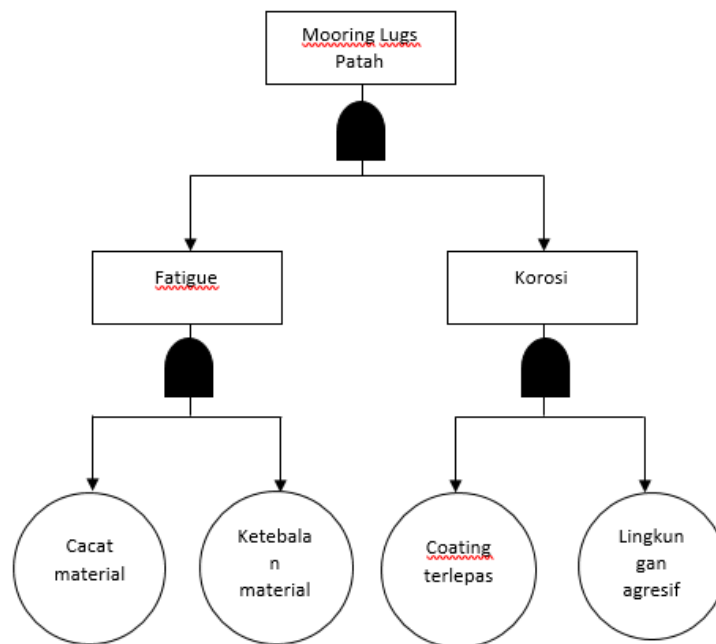 Mooring Lugs
Patah
Fatigue
Korosi
Cacat
material
Ketebala
n
material
Coating
terlepas
Lingkun
gan
agresif